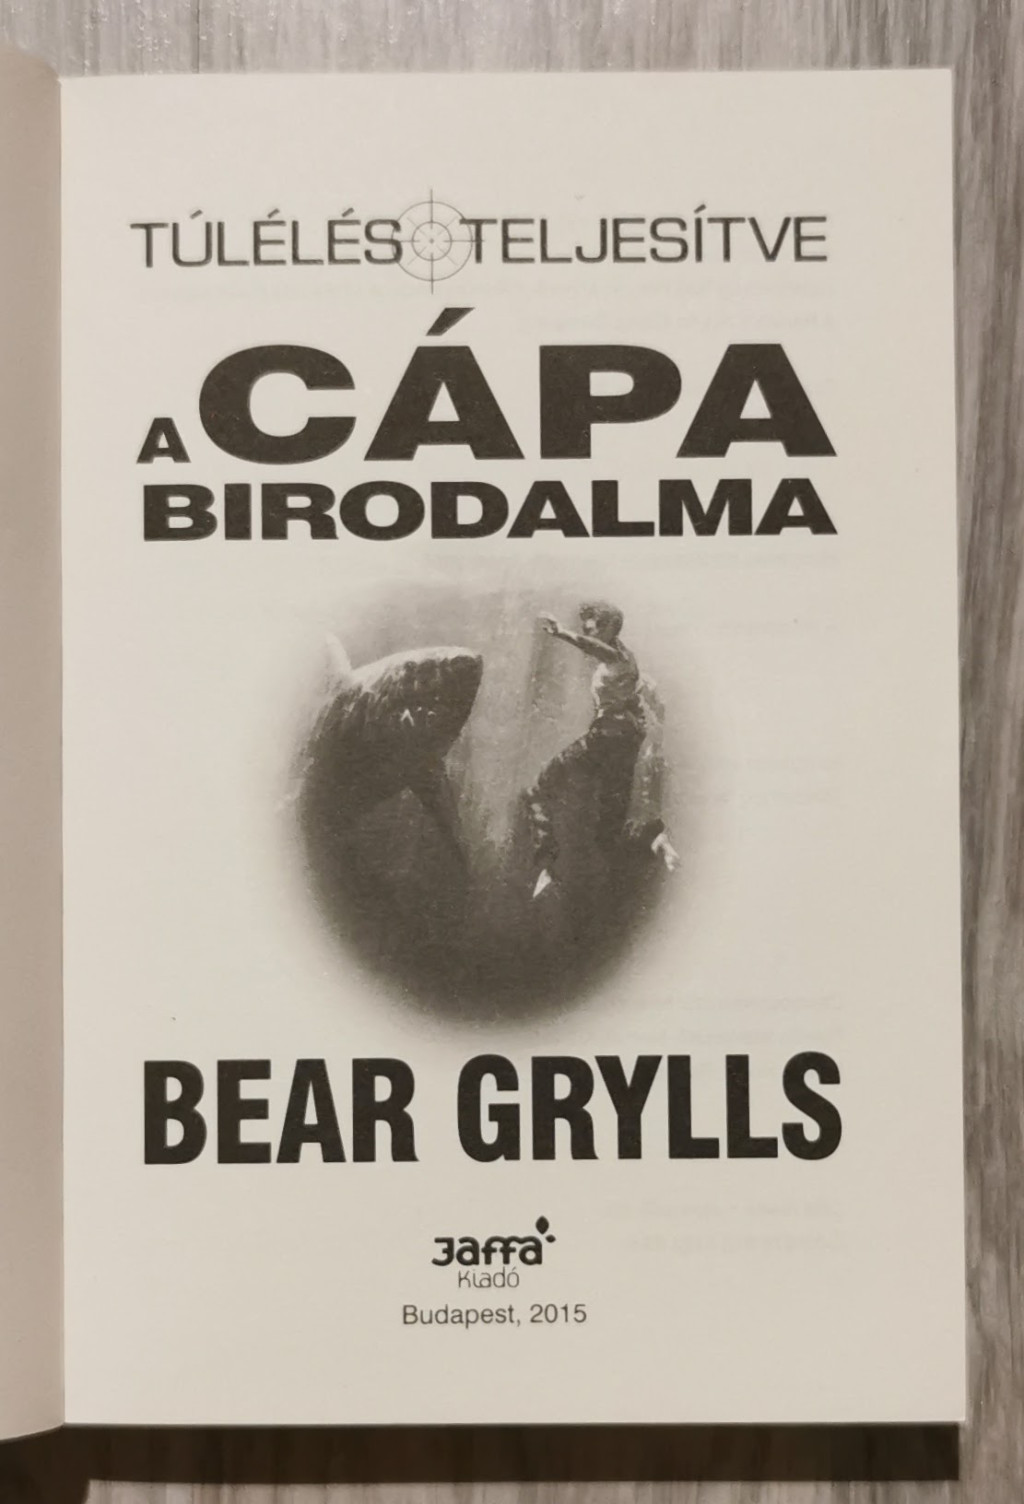 TÚLÉLÉS TELJESÍTVE
A CÁPA
BIRODALMA
BEAR GRYLLS
Jaffa
Kiadó
Budapest, 2015